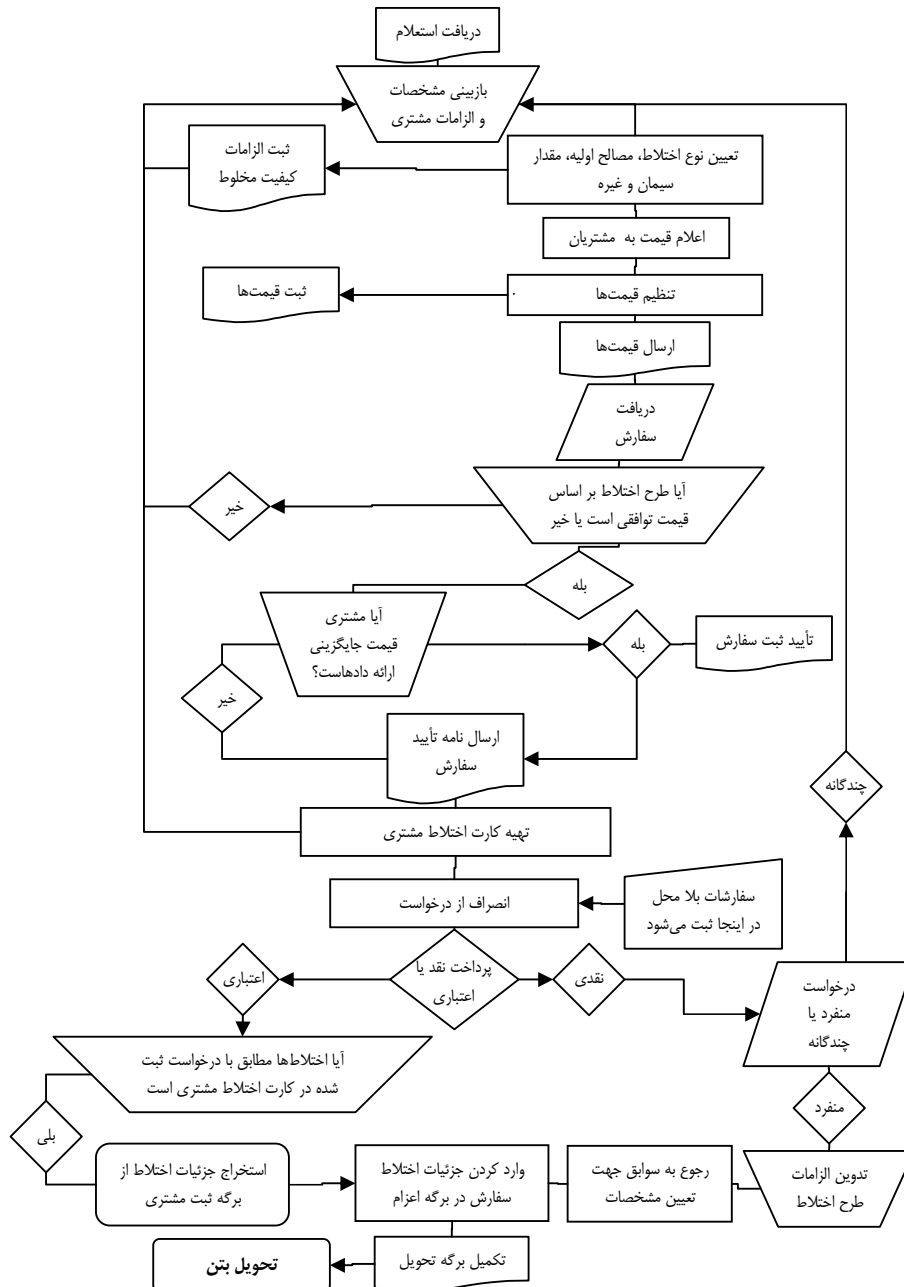 دریافت استعلام
بازبینی مشخصات
و الزامات مشتری
ثبت الزامات
کیفیت مخلوط
تعیین نوع اختلاط، مصالح اولیه، مقدار
سیمان و غیره
اعلام قیمت به مشتریان
ثبت قیمت‌ها
تنظیم قیمت‌ها
ارسال قیمت‌ها
دریافت
سفارش
آیا طرح اختلاط بر اساس
قیمت توافقی است یا خیر
خیر
بله
آیا مشتری
قیمت جایگزینی
ارائه داده‌است؟
بله
تأیید ثبت سفارش
خیر
ارسال نامه تأیید
سفارش
چندگانه
تهیه کارت اختلاط مشتری
انصراف از درخواست
سفارشات بلا محل
در اینجا ثبت می‌شود
پرداخت نقد یا
اعتباری
اعتباری
نقدی
درخواست
منفرد یا
چندگانه
آیا اختلاط‌ها مطابق با درخواست ثبت
شده در کارت اختلاط مشتری است
منفرد
بلی
استخراج جزئیات اختلاط از
برگه ثبت مشتری
وارد کردن جزئیات اختلاط
سفارش در برگه اعزام
رجوع به سوابق جهت
تعیین مشخصات
تدوین الزامات
طرح اختلاط
تکمیل برگه تحویل
تحویل بتن